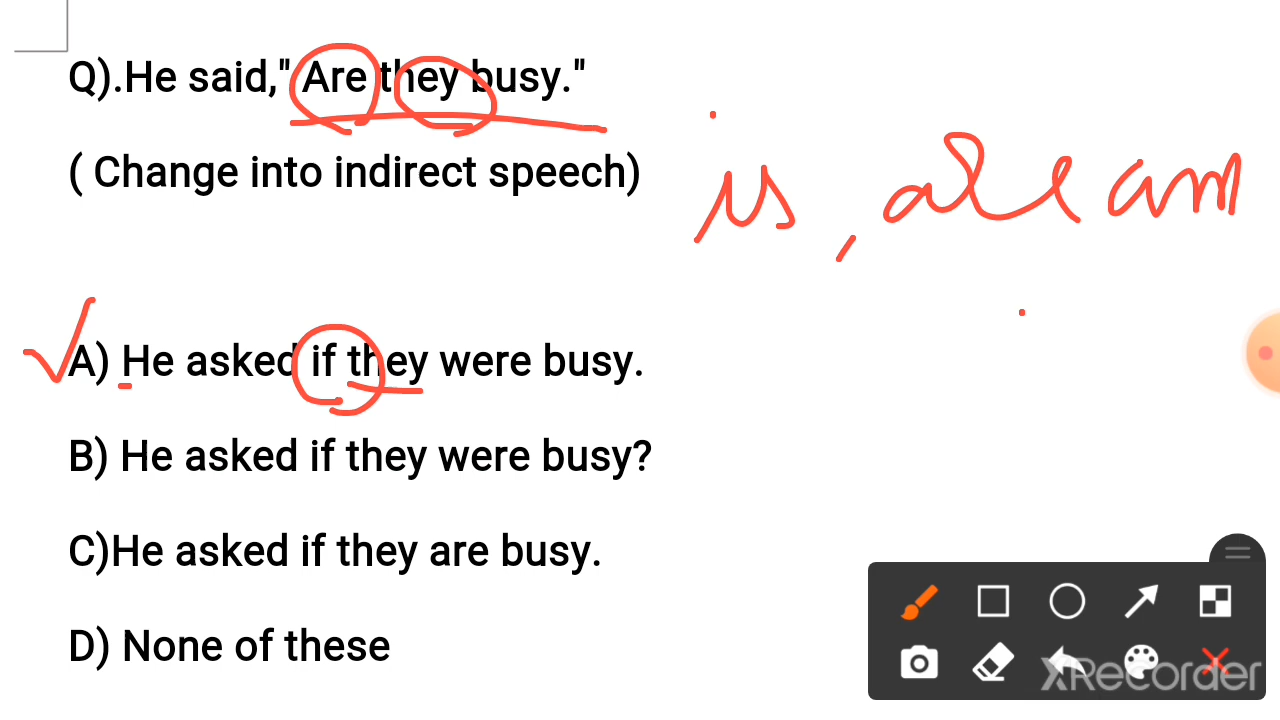 Q).He said," Are they busy."
( Change into indirect speech)
is, are am
A) He asked if they were busy.
B) He asked if they were busy?
C)He asked if they are busy.
D) None of these
XRecorder